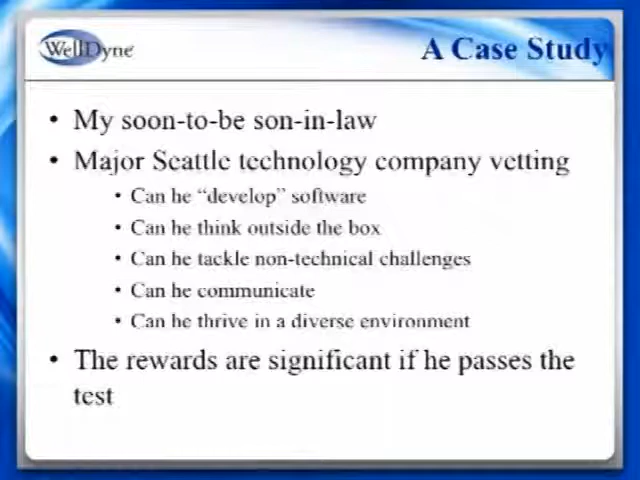 WellDyne
A Case Study
• My soon-to-be son-in-law
• Major Seattle technology company vetting
• Can he “develop” software
• Can he think outside the box
• Can he tackle non-technical challenges
• Can he communicate
• Can he thrive in a diverse environment
• The rewards are significant if he passes the
test